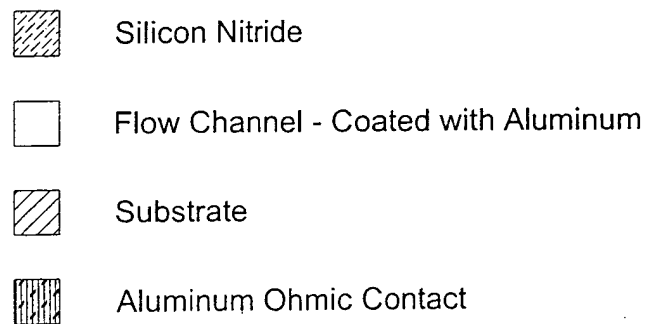 Silicon Nitride
Flow Channel - Coated with Aluminum
Substrate
Aluminum Ohmic Contact